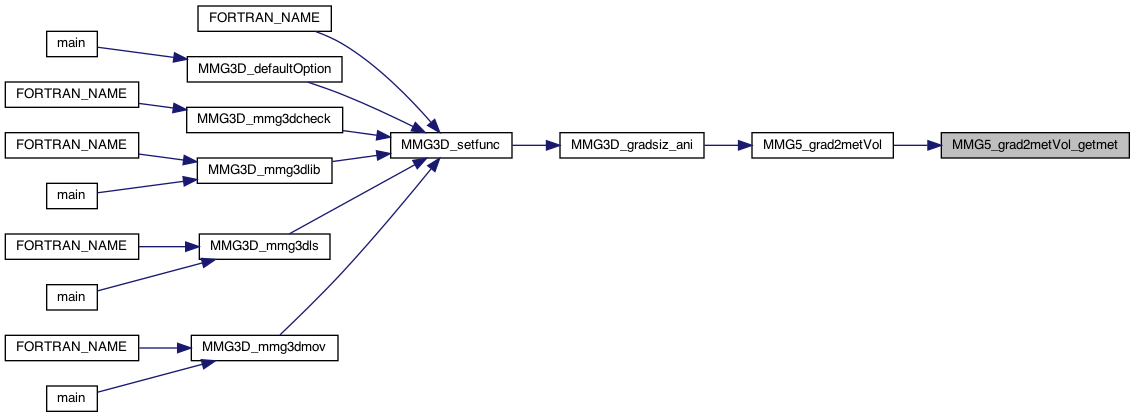 FORTRAN_NAME
main
MMG3D_defaultOption
FORTRAN_NAME
MMG3D_mmg3dcheck
FORTRAN_NAME
MMG3D_setfunc
MMG3D_gradsiz_ani
MMG5_grad2metVol
MMG5_grad2metVol_getmet
MMG3D_mmg3dlib
main
FORTRAN_NAME
MMG3D_mmg3dls
main
FORTRAN_NAME
MMG3D_mmg3dmov
main